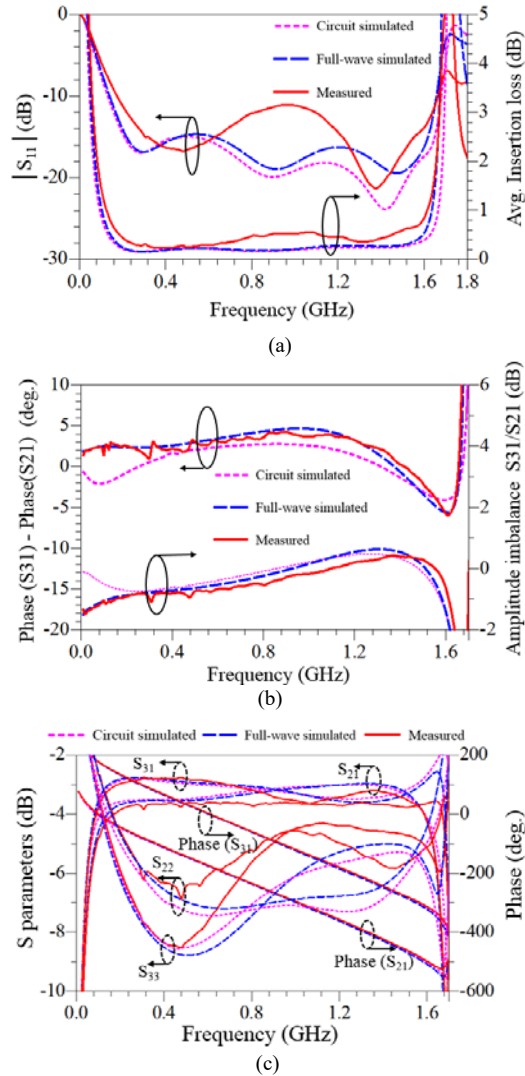 0
-10
-20
-30
|S11| (dB)
Circuit simulated
Full-wave simulated
Measured
5
4
3
2
1
0
Avg. Insertion loss (dB)
0 0.4 0.8 1.2 1.6 1.8
Frequency (GHz)
(a)
10
5
0
-5
-10
-15
-20
Phase (S31) - Phase(S21) (deg.)
Circuit simulated
Full-wave simulated
Measured
6
4
2
0
-2
Amplitude imbalance S31/S21 (dB)
0 0.4 0.8 1.2 1.6
Frequency (GHz)
(b)
Circuit simulated Full-wave simulated Measured
-2
-4
-6
-8
-10
S parameters (dB)
S31
S21
Phase (S31)
S22
S33
Phase (S21)
200
100
0
-100
-200
-300
-400
-500
-600
Phase (deg.)
0 0.4 0.8 1.2 1.6
Frequency (GHz)
(c)